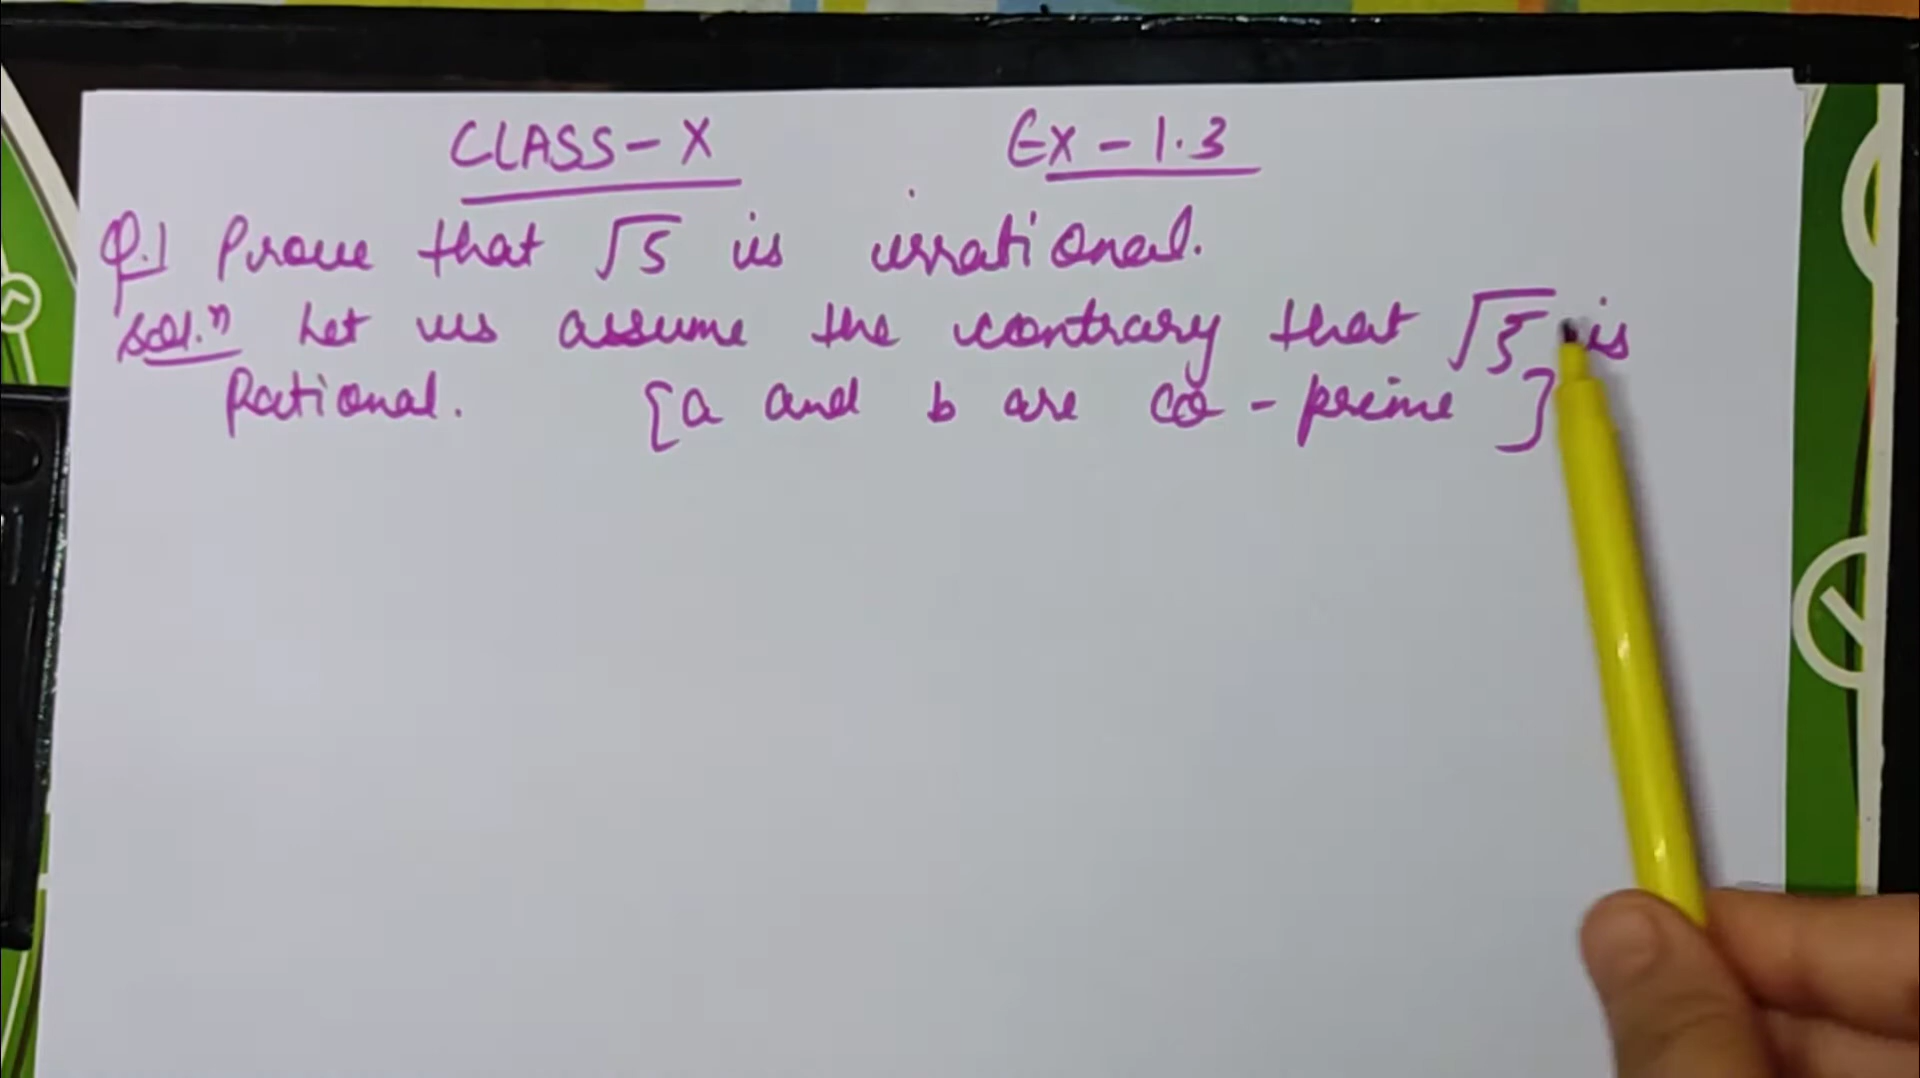 CLASS-X Ex-1.3
Q.1 Prove that √5 is irrational.
Sol.ⁿ Let us assume the contrary that √5 is
Rational. [a and b are co-prime]